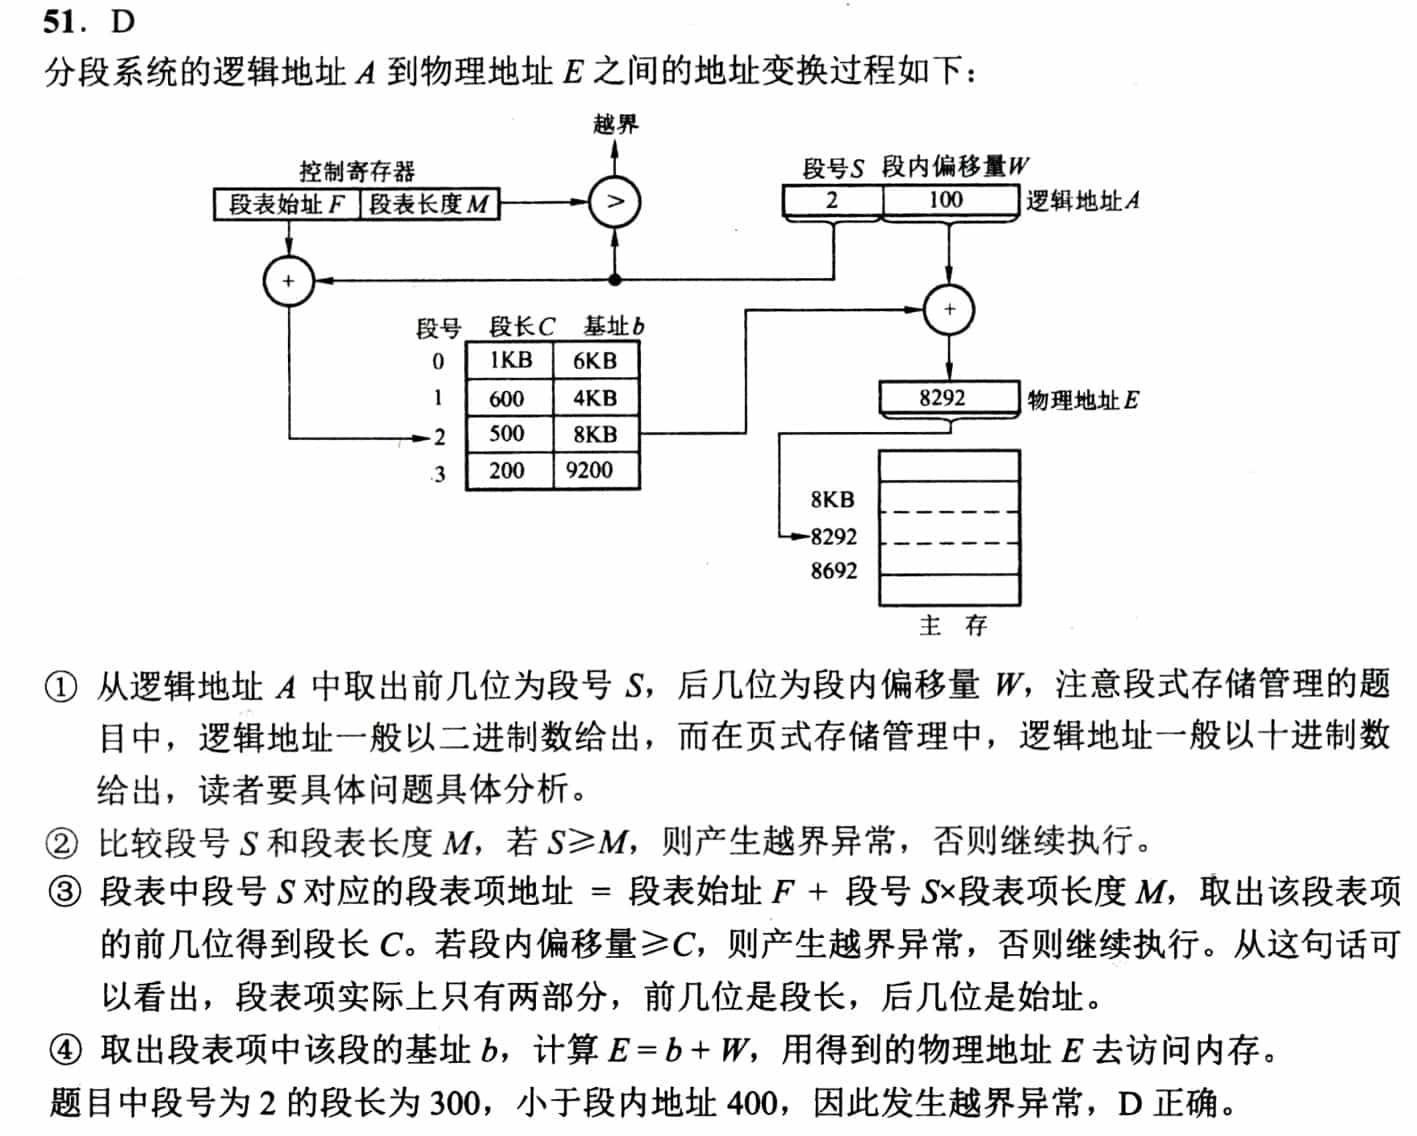 51. D
分段系统的逻辑地址 A 到物理地址 E 之间的地址变换过程如下：
越界
控制寄存器
段号S 段内偏移量W
段表始址 F 段表长度 M
>
2 100 逻辑地址A
+
+
段号 段长C 基址b
0 1KB 6KB
1 600 4KB
2 500 8KB
3 200 9200
8292 物理地址E
8KB
8292
8692
主 存
① 从逻辑地址 A 中取出前几位为段号 S，后几位为段内偏移量 W，注意段式存储管理的题
目中，逻辑地址一般以二进制数给出，而在页式存储管理中，逻辑地址一般以十进制数
给出，读者要具体问题具体分析。
② 比较段号 S 和段表长度 M，若 S≥M，则产生越界异常，否则继续执行。
③ 段表中段号 S 对应的段表项地址 = 段表始址 F + 段号 S×段表项长度 M，取出该段表项
的前几位得到段长 C。若段内偏移量≥C，则产生越界异常，否则继续执行。从这句话可
以看出，段表项实际上只有两部分，前几位是段长，后几位是始址。
④ 取出段表项中该段的基址 b，计算 E = b + W，用得到的物理地址 E 去访问内存。
题目中段号为 2 的段长为 300，小于段内地址 400，因此发生越界异常，D 正确。